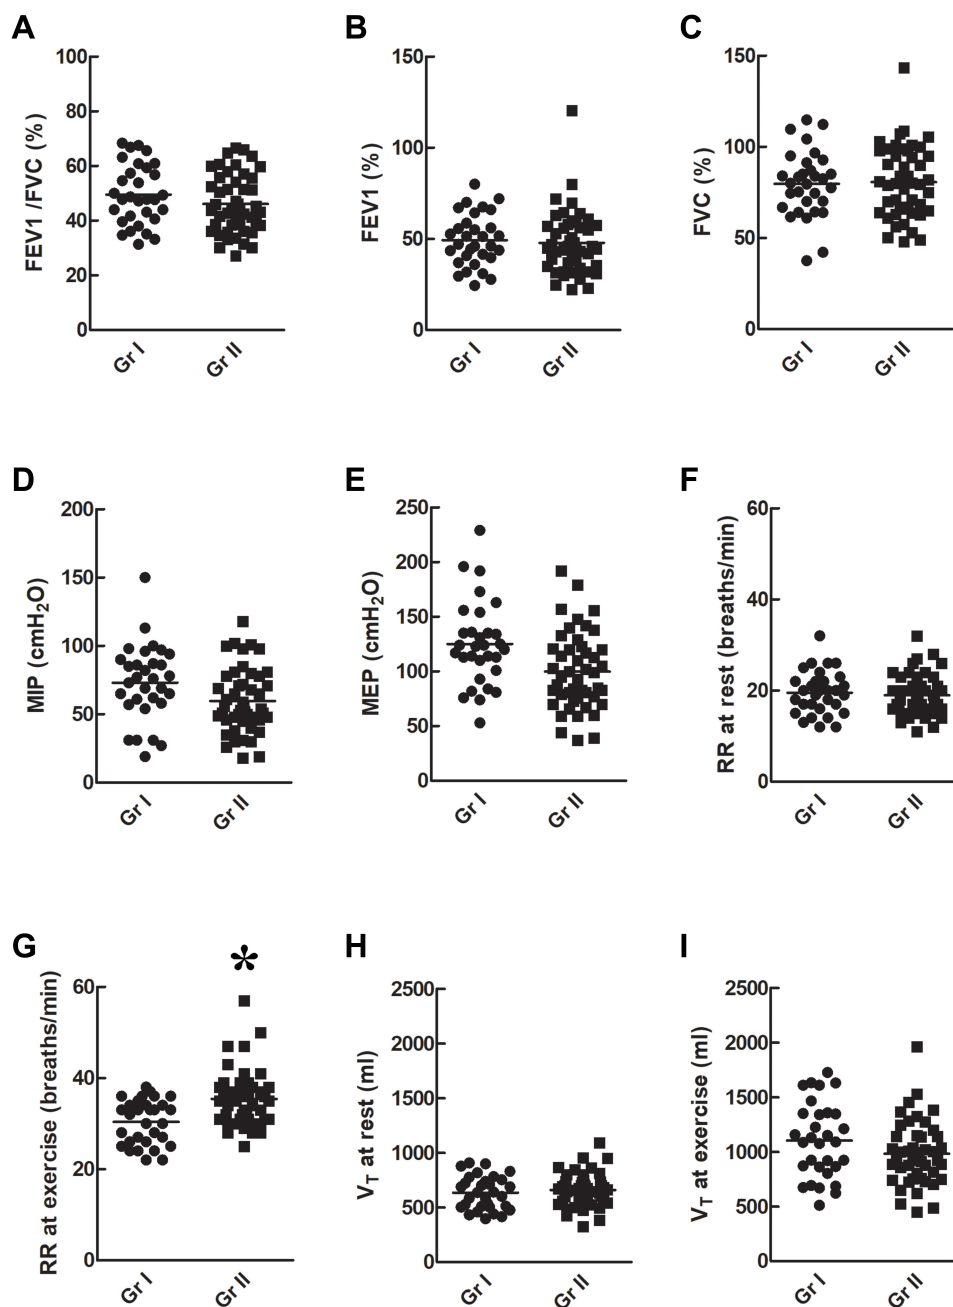 A
B
C
FEV1 /FVC (%)
100
80
60
40
20
0
Gr I
Gr II
FEV1 (%)
150
100
50
0
Gr I
Gr II
FVC (%)
150
100
50
0
Gr I
Gr II
D
E
F
MIP (cmH₂O)
200
150
100
50
0
Gr I
Gr II
MEP (cmH₂O)
250
200
150
100
50
0
Gr I
Gr II
RR at rest (breaths/min)
60
40
20
0
Gr I
Gr II
G
H
I
RR at exercise (breaths/min)
60
40
20
0
*
Gr I
Gr II
V_T at rest (ml)
2500
2000
1500
1000
500
0
Gr I
Gr II
V_T at exercise (ml)
2500
2000
1500
1000
500
0
Gr I
Gr II